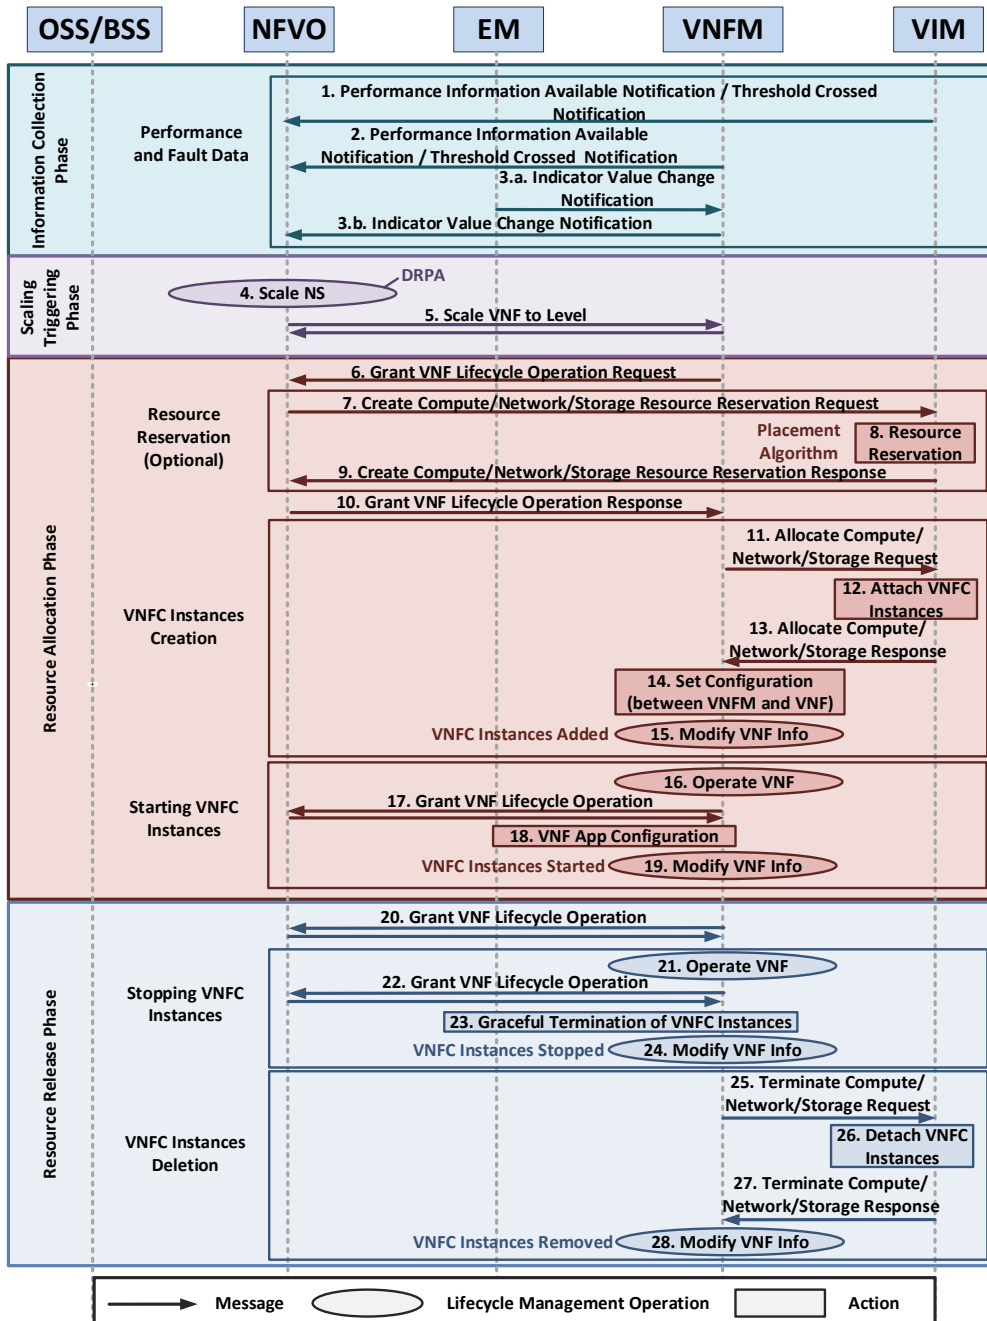 OSS/BSS NFVO EM VNFM VIM
Information Collection
Phase
Performance
and Fault Data
1. Performance Information Available Notification / Threshold Crossed
Notification
2. Performance Information Available
Notification / Threshold Crossed Notification
3.a. Indicator Value Change
Notification
3.b. Indicator Value Change Notification
Scaling
Triggering
Phase
DRPA
4. Scale NS
5. Scale VNF to Level
Resource Allocation Phase
6. Grant VNF Lifecycle Operation Request
Resource
Reservation
(Optional)
7. Create Compute/Network/Storage Resource Reservation Request
Placement
Algorithm
8. Resource
Reservation
9. Create Compute/Network/Storage Resource Reservation Response
10. Grant VNF Lifecycle Operation Response
VNFC Instances
Creation
11. Allocate Compute/
Network/Storage Request
12. Attach VNFC
Instances
13. Allocate Compute/
Network/Storage Response
14. Set Configuration
(between VNFM and VNF)
VNFC Instances Added
15. Modify VNF Info
Starting VNFC
Instances
16. Operate VNF
17. Grant VNF Lifecycle Operation
18. VNF App Configuration
VNFC Instances Started
19. Modify VNF Info
Resource Release Phase
20. Grant VNF Lifecycle Operation
Stopping VNFC
Instances
21. Operate VNF
22. Grant VNF Lifecycle Operation
23. Graceful Termination of VNFC Instances
VNFC Instances Stopped
24. Modify VNF Info
VNFC Instances
Deletion
25. Terminate Compute/
Network/Storage Request
26. Detach VNFC
Instances
27. Terminate Compute/
Network/Storage Response
VNFC Instances Removed
28. Modify VNF Info
Message Lifecycle Management Operation Action